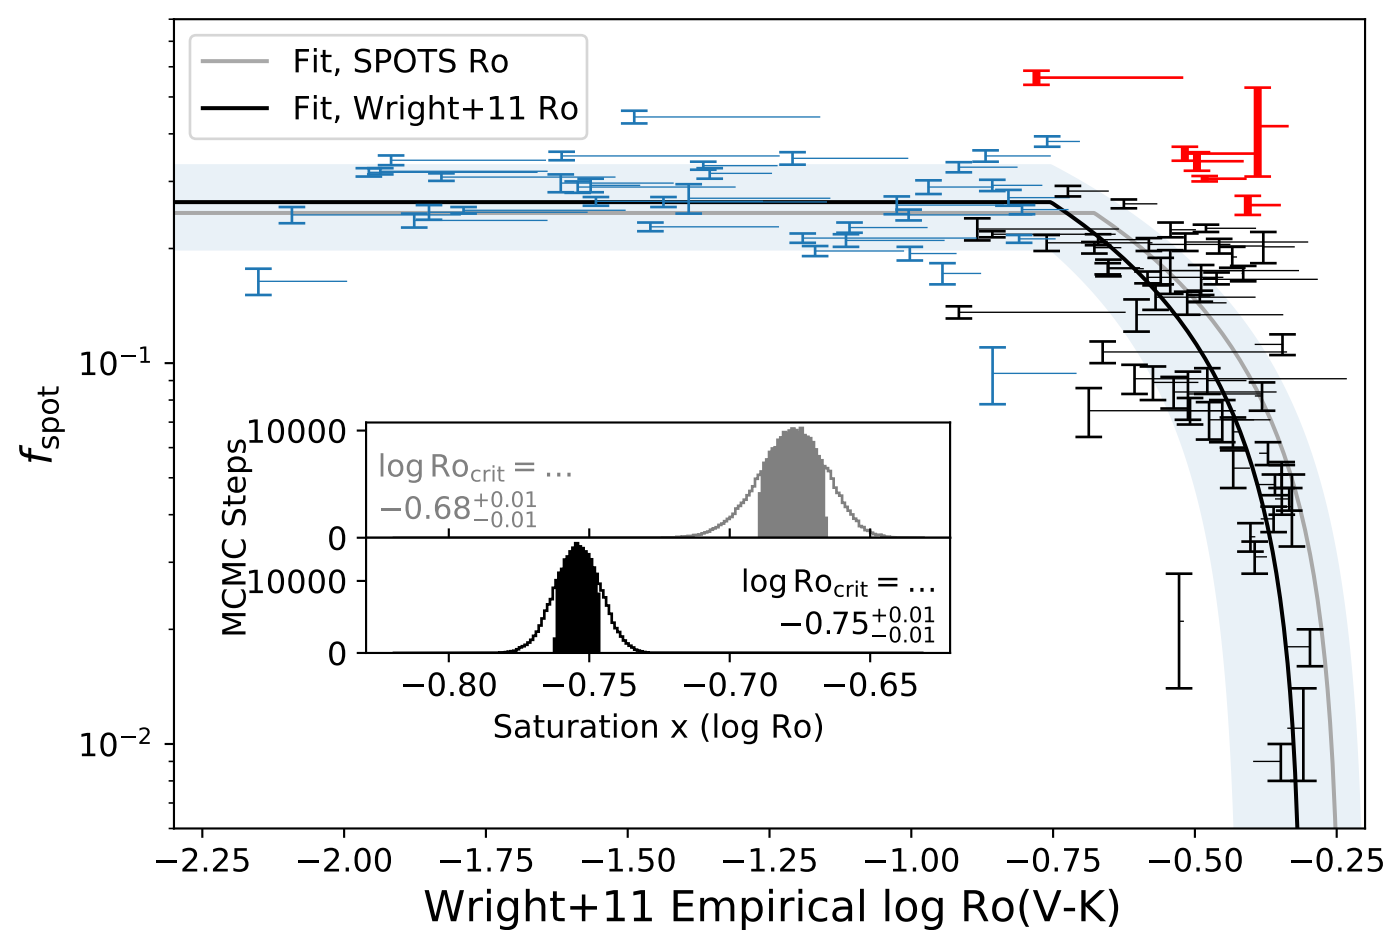 Fit, SPOTS Ro
Fit, Wright+11 Ro
10⁻¹
10⁻²
f_spot
10000
0
10000
0
MCMC Steps
log Ro_crit = ...
−0.68^{+0.01}_{−0.01}
log Ro_crit = ...
−0.75^{+0.01}_{−0.01}
−0.80 −0.75 −0.70 −0.65
Saturation x (log Ro)
−2.25 −2.00 −1.75 −1.50 −1.25 −1.00 −0.75 −0.50 −0.25
Wright+11 Empirical log Ro(V-K)